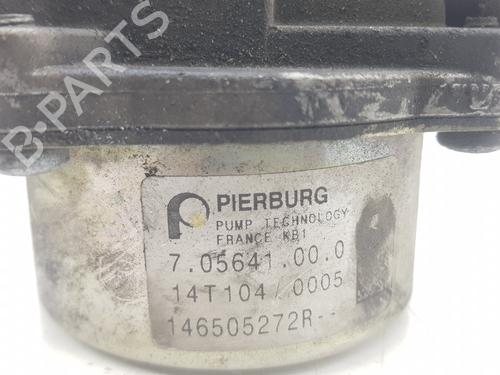 B-PARTS
PIERBURG
PUMP TECHNOLOGY
FRANCE KB1
7.05641.00.0
14T104/0005
146505272R--